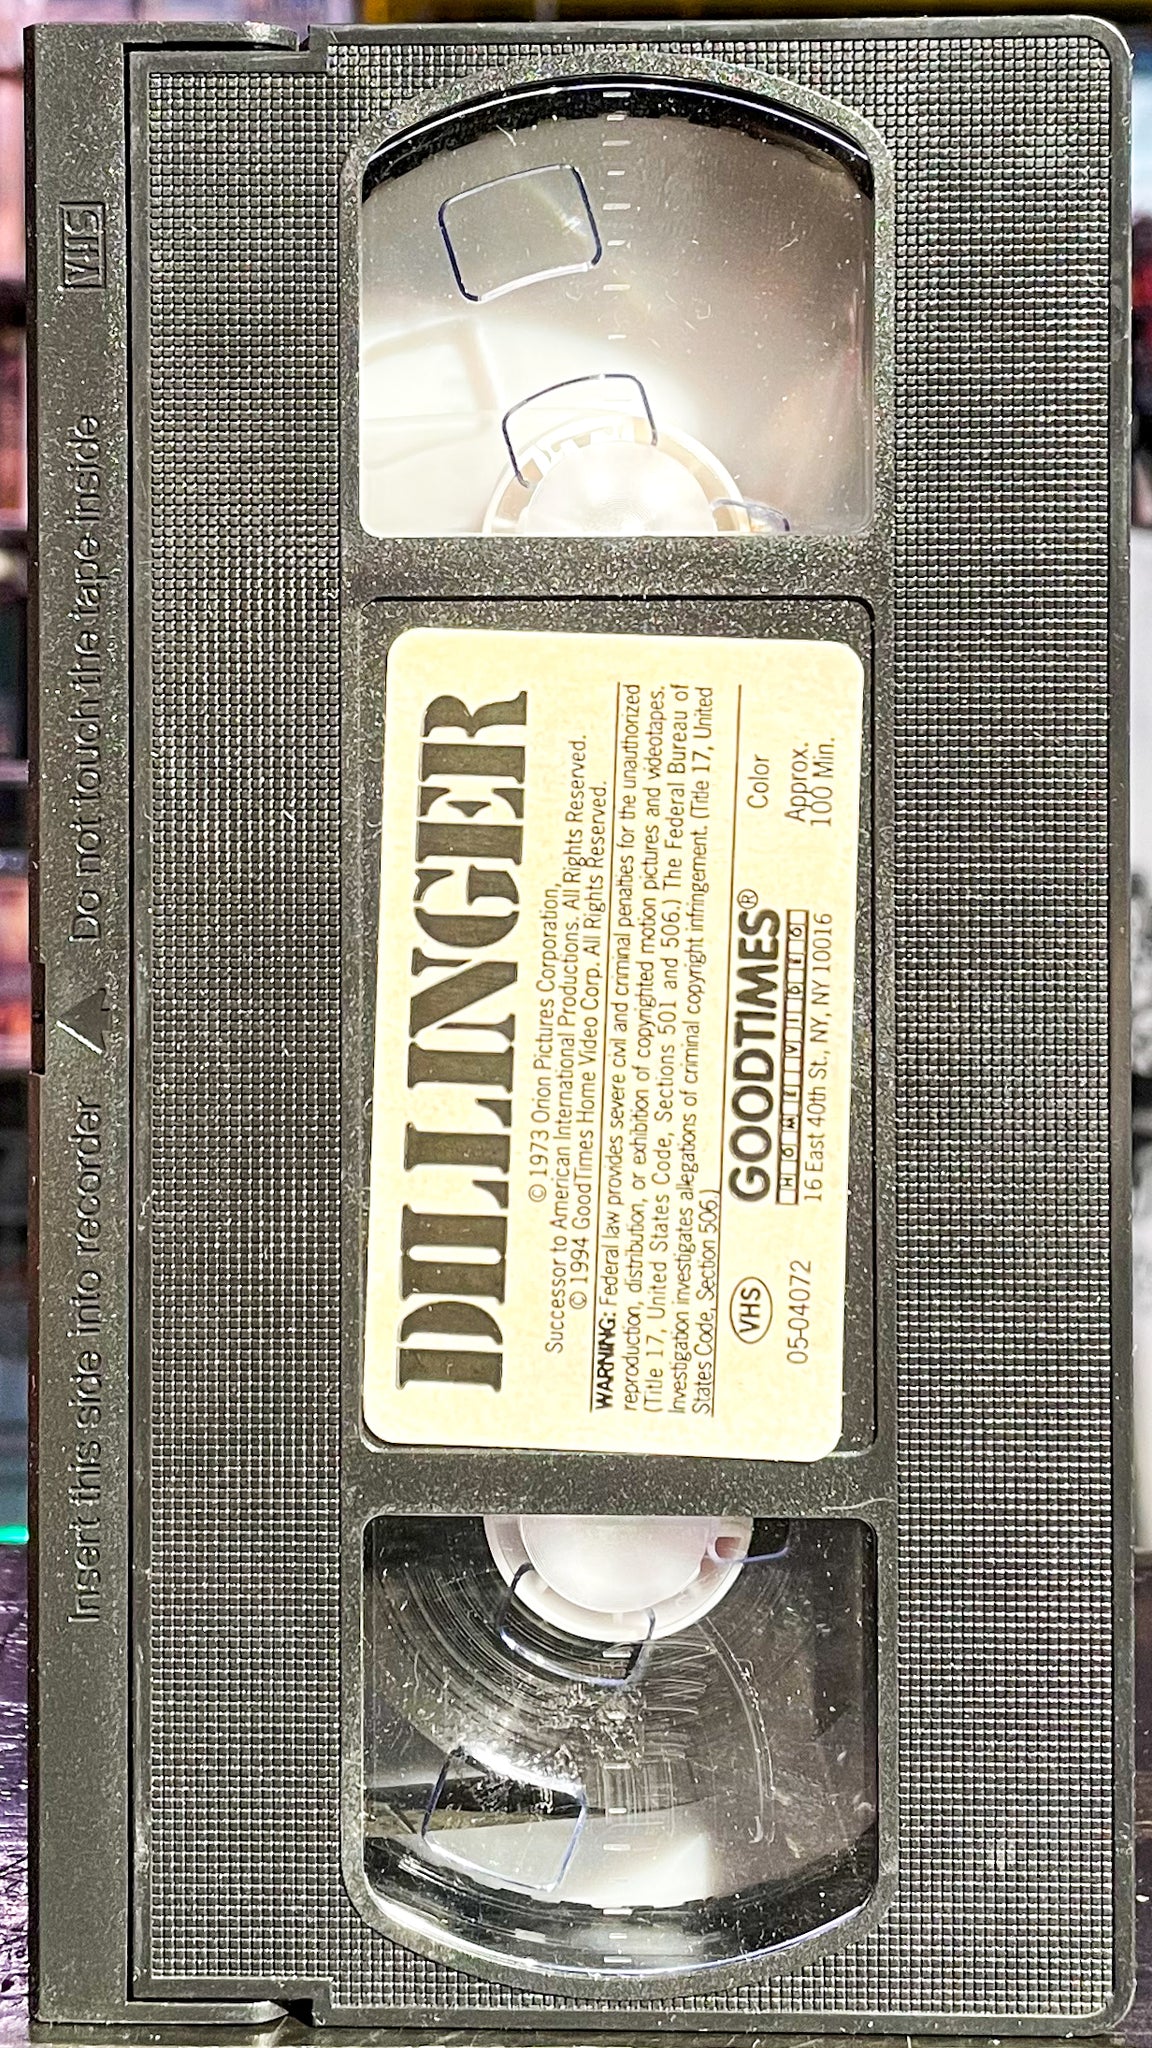 VHS
Insert this side into recorder Do not touch the tape inside
DILLINGER
© 1973 Orion Pictures Corporation,
Successor to American International Productions. All Rights Reserved.
© 1994 GoodTimes Home Video Corp. All Rights Reserved.
WARNING: Federal law provides severe civil and criminal penalties for the unauthorized
reproduction, distribution, or exhibition of copyrighted motion pictures and videotapes.
(Title 17, United States Code, Sections 501 and 506.) The Federal Bureau of
Investigation investigates allegations of criminal copyright infringement. (Title 17, United
States Code, Section 506.)
VHS
05-04072
GOODTIMES®
HOME VIDEO
16 East 40th St., NY, NY 10016
Color
Approx.
100 Min.